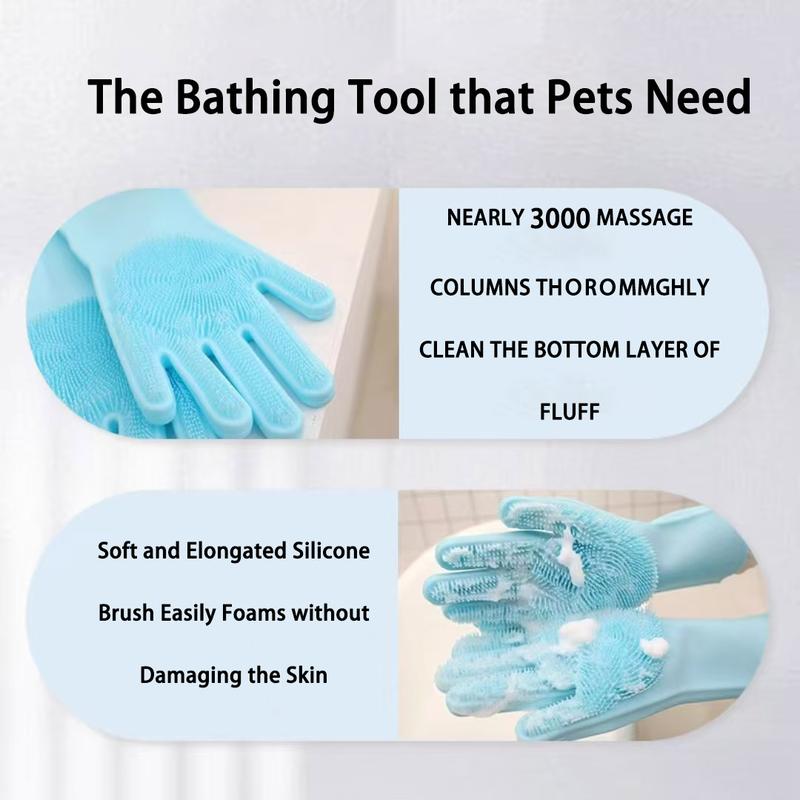 The Bathing Tool that Pets Need
NEARLY 3000 MASSAGE
COLUMNS THOROMMGHLY
CLEAN THE BOTTOM LAYER OF
FLUFF
Soft and Elongated Silicone
Brush Easily Foams without
Damaging the Skin